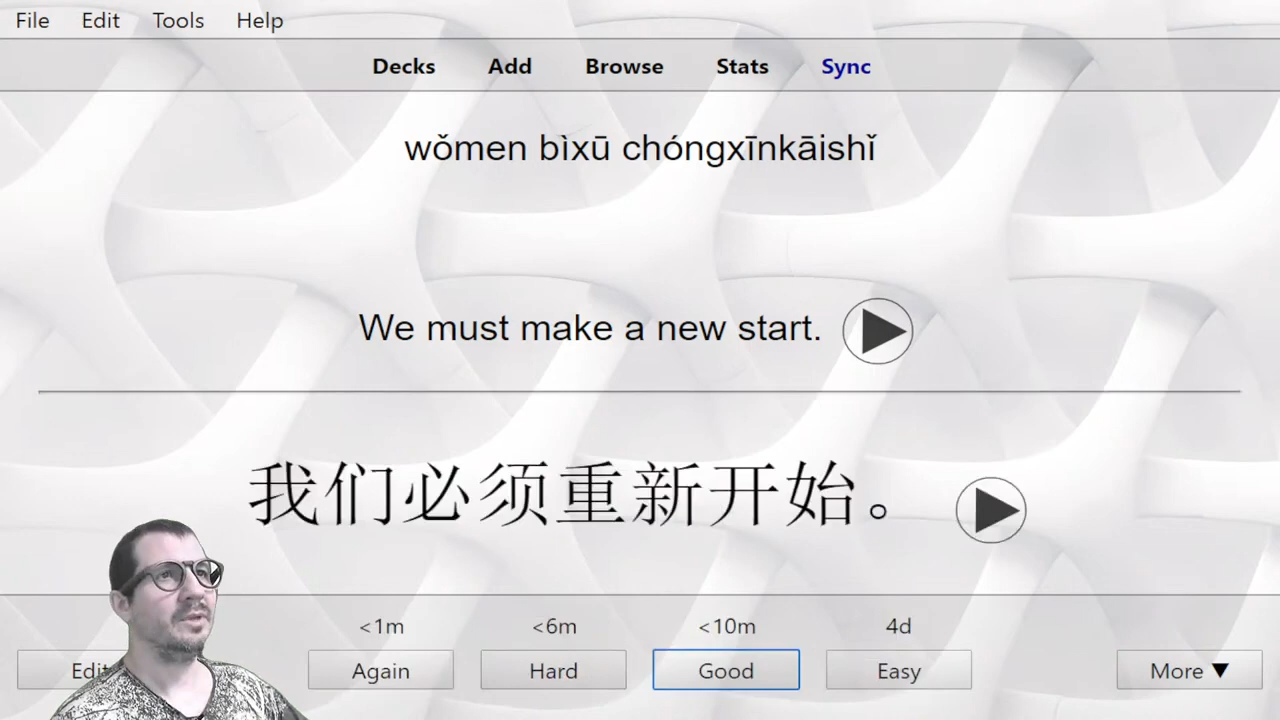 File Edit Tools Help
Decks Add Browse Stats Sync
wǒmen bìxū chóngxīnkāishǐ
We must make a new start.
我们必须重新开始。
<1m <6m <10m 4d
Edit Again Hard Good Easy More ▼